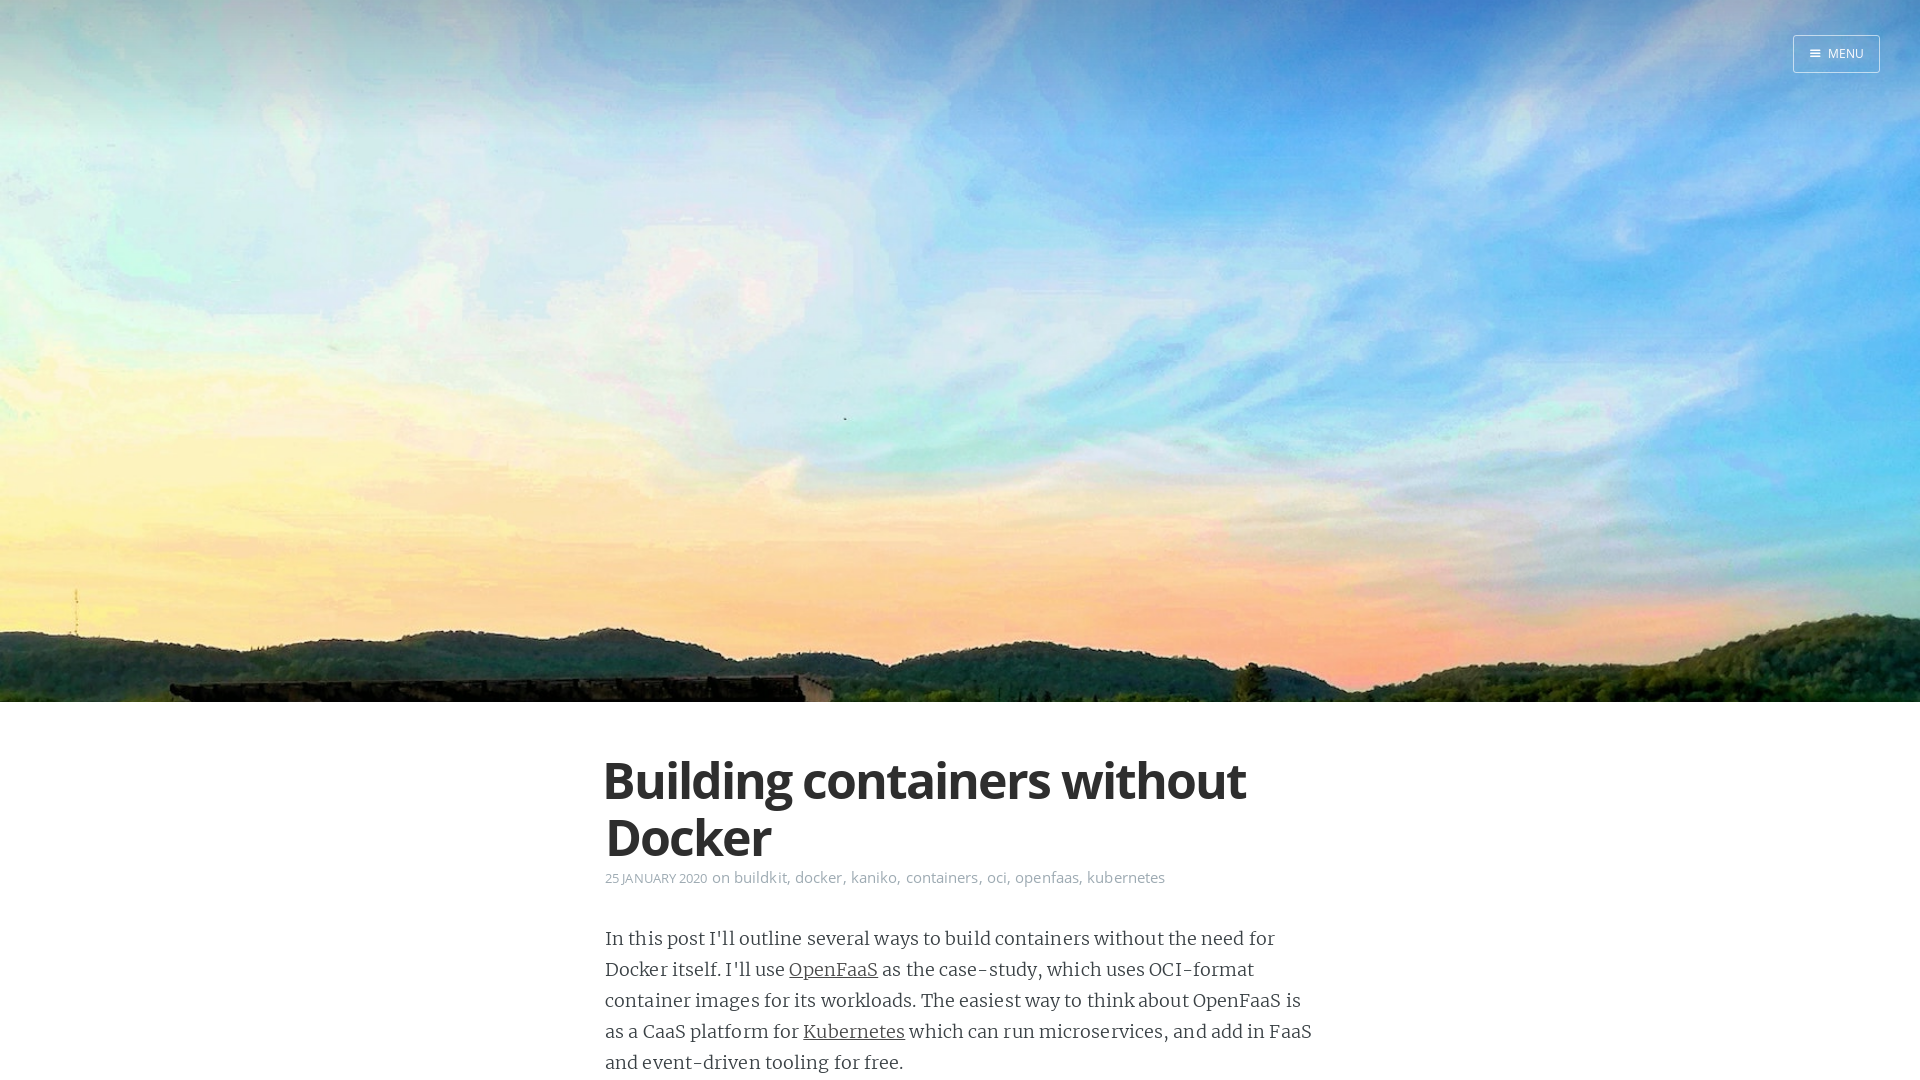 MENU
Building containers without
Docker
25 JANUARY 2020 on buildkit, docker, kaniko, containers, oci, openfaas, kubernetes
In this post I'll outline several ways to build containers without the need for
Docker itself. I'll use OpenFaaS as the case-study, which uses OCI-format
container images for its workloads. The easiest way to think about OpenFaaS is
as a CaaS platform for Kubernetes which can run microservices, and add in FaaS
and event-driven tooling for free.